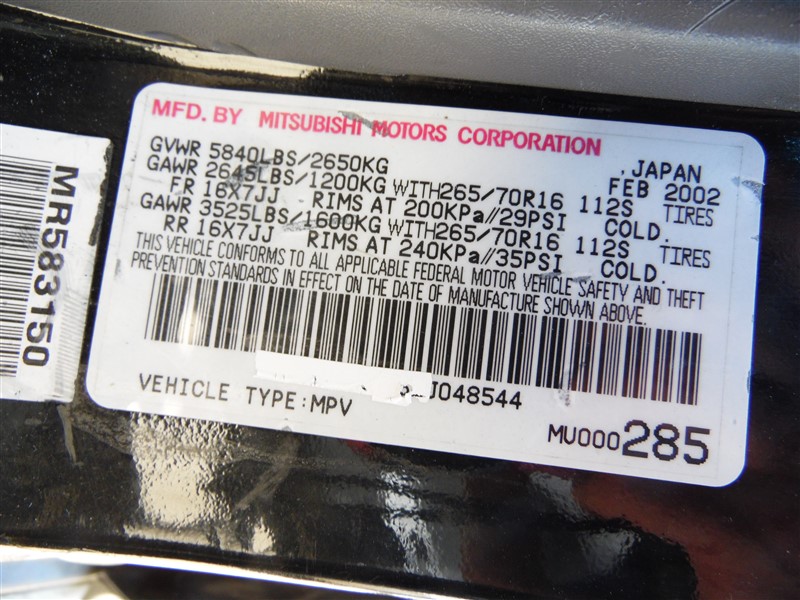 MFD. BY MITSUBISHI MOTORS CORPORATION
, JAPAN
GVWR 5840LBS/2650KG FEB 2002
GAWR 2645LBS/1200KG WITH265/70R16 112S TIRES
FR 16X7JJ RIMS AT 200KPa//29PSI COLD.
GAWR 3525LBS/1600KG WITH265/70R16 112S TIRES
RR 16X7JJ RIMS AT 240KPa//35PSI COLD.
THIS VEHICLE CONFORMS TO ALL APPLICABLE FEDERAL MOTOR VEHICLE SAFETY AND THEFT
PREVENTION STANDARDS IN EFFECT ON THE DATE OF MANUFACTURE SHOWN ABOVE.
J048544
VEHICLE TYPE:MPV
MU000285
MR583150